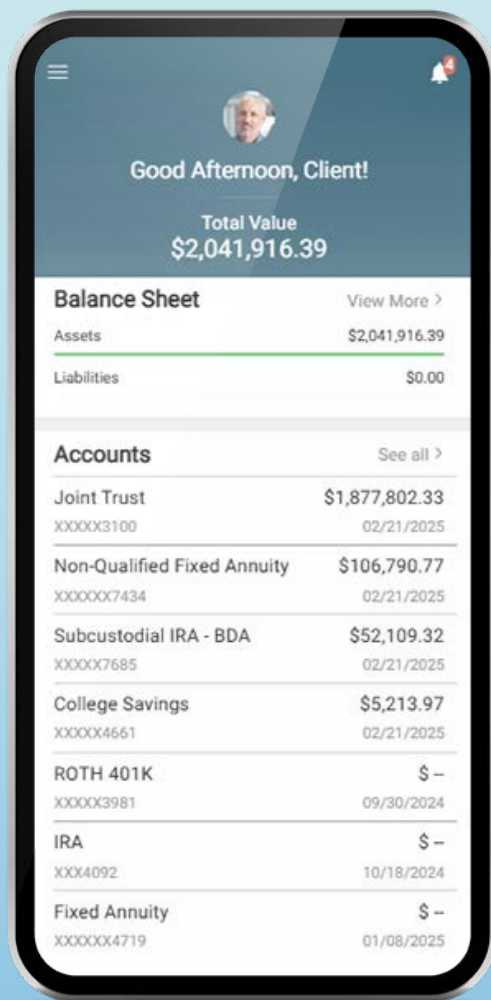 4
Good Afternoon, Client!
Total Value
$2,041,916.39
Balance Sheet View More >
Assets $2,041,916.39
Liabilities $0.00
Accounts See all >
Joint Trust $1,877,802.33
XXXXX3100 02/21/2025
Non-Qualified Fixed Annuity $106,790.77
XXXXXX7434 02/21/2025
Subcustodial IRA - BDA $52,109.32
XXXXX7685 02/21/2025
College Savings $5,213.97
XXXXX4661 02/21/2025
ROTH 401K $ --
XXXXX3981 09/30/2024
IRA $ --
XXX4092 10/18/2024
Fixed Annuity $ --
XXXXXX4719 01/08/2025